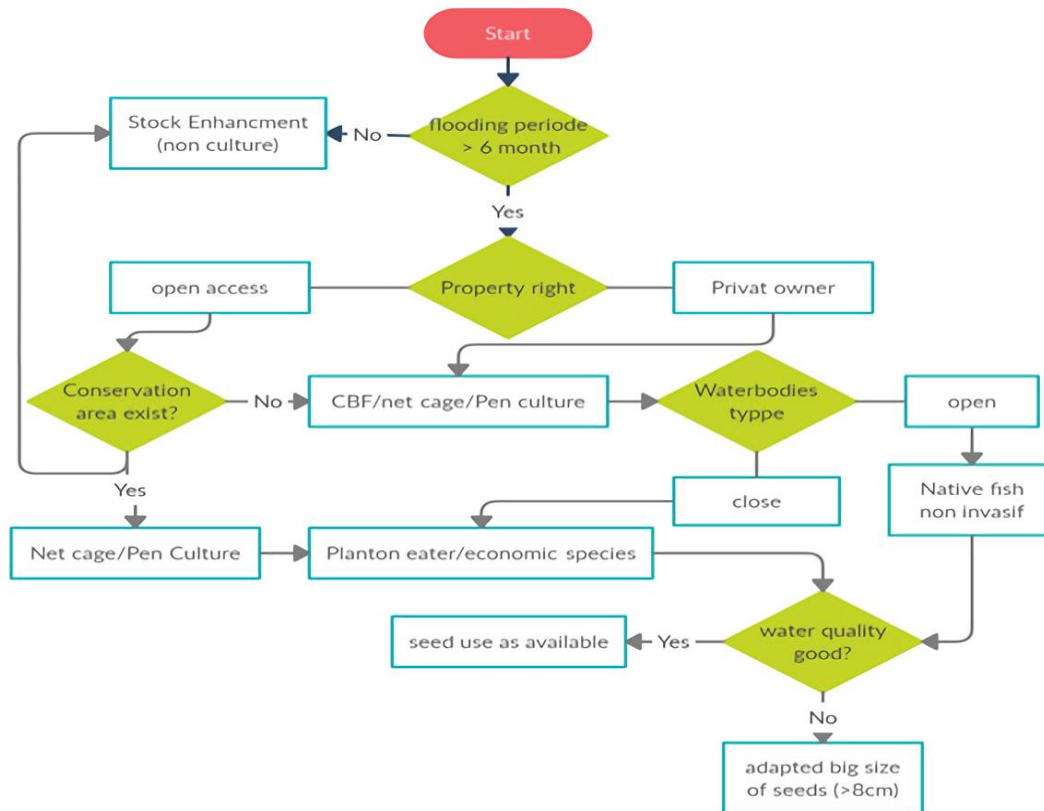 Start
Stock Enhancment
(non culture)
No
flooding periode
> 6 month
Yes
open access
Property right
Privat owner
Conservation
area exist?
No
CBF/net cage/Pen culture
Waterbodies
typpe
open
Yes
close
Native fish
non invasif
Net cage/Pen Culture
Planton eater/economic species
seed use as available
Yes
water quality
good?
No
adapted big size
of seeds (>8cm)